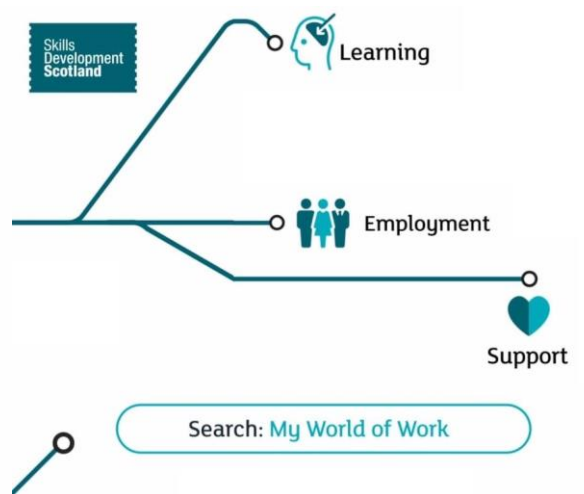 Skills
Development
Scotland
Learning
Employment
Support
Search: My World of Work